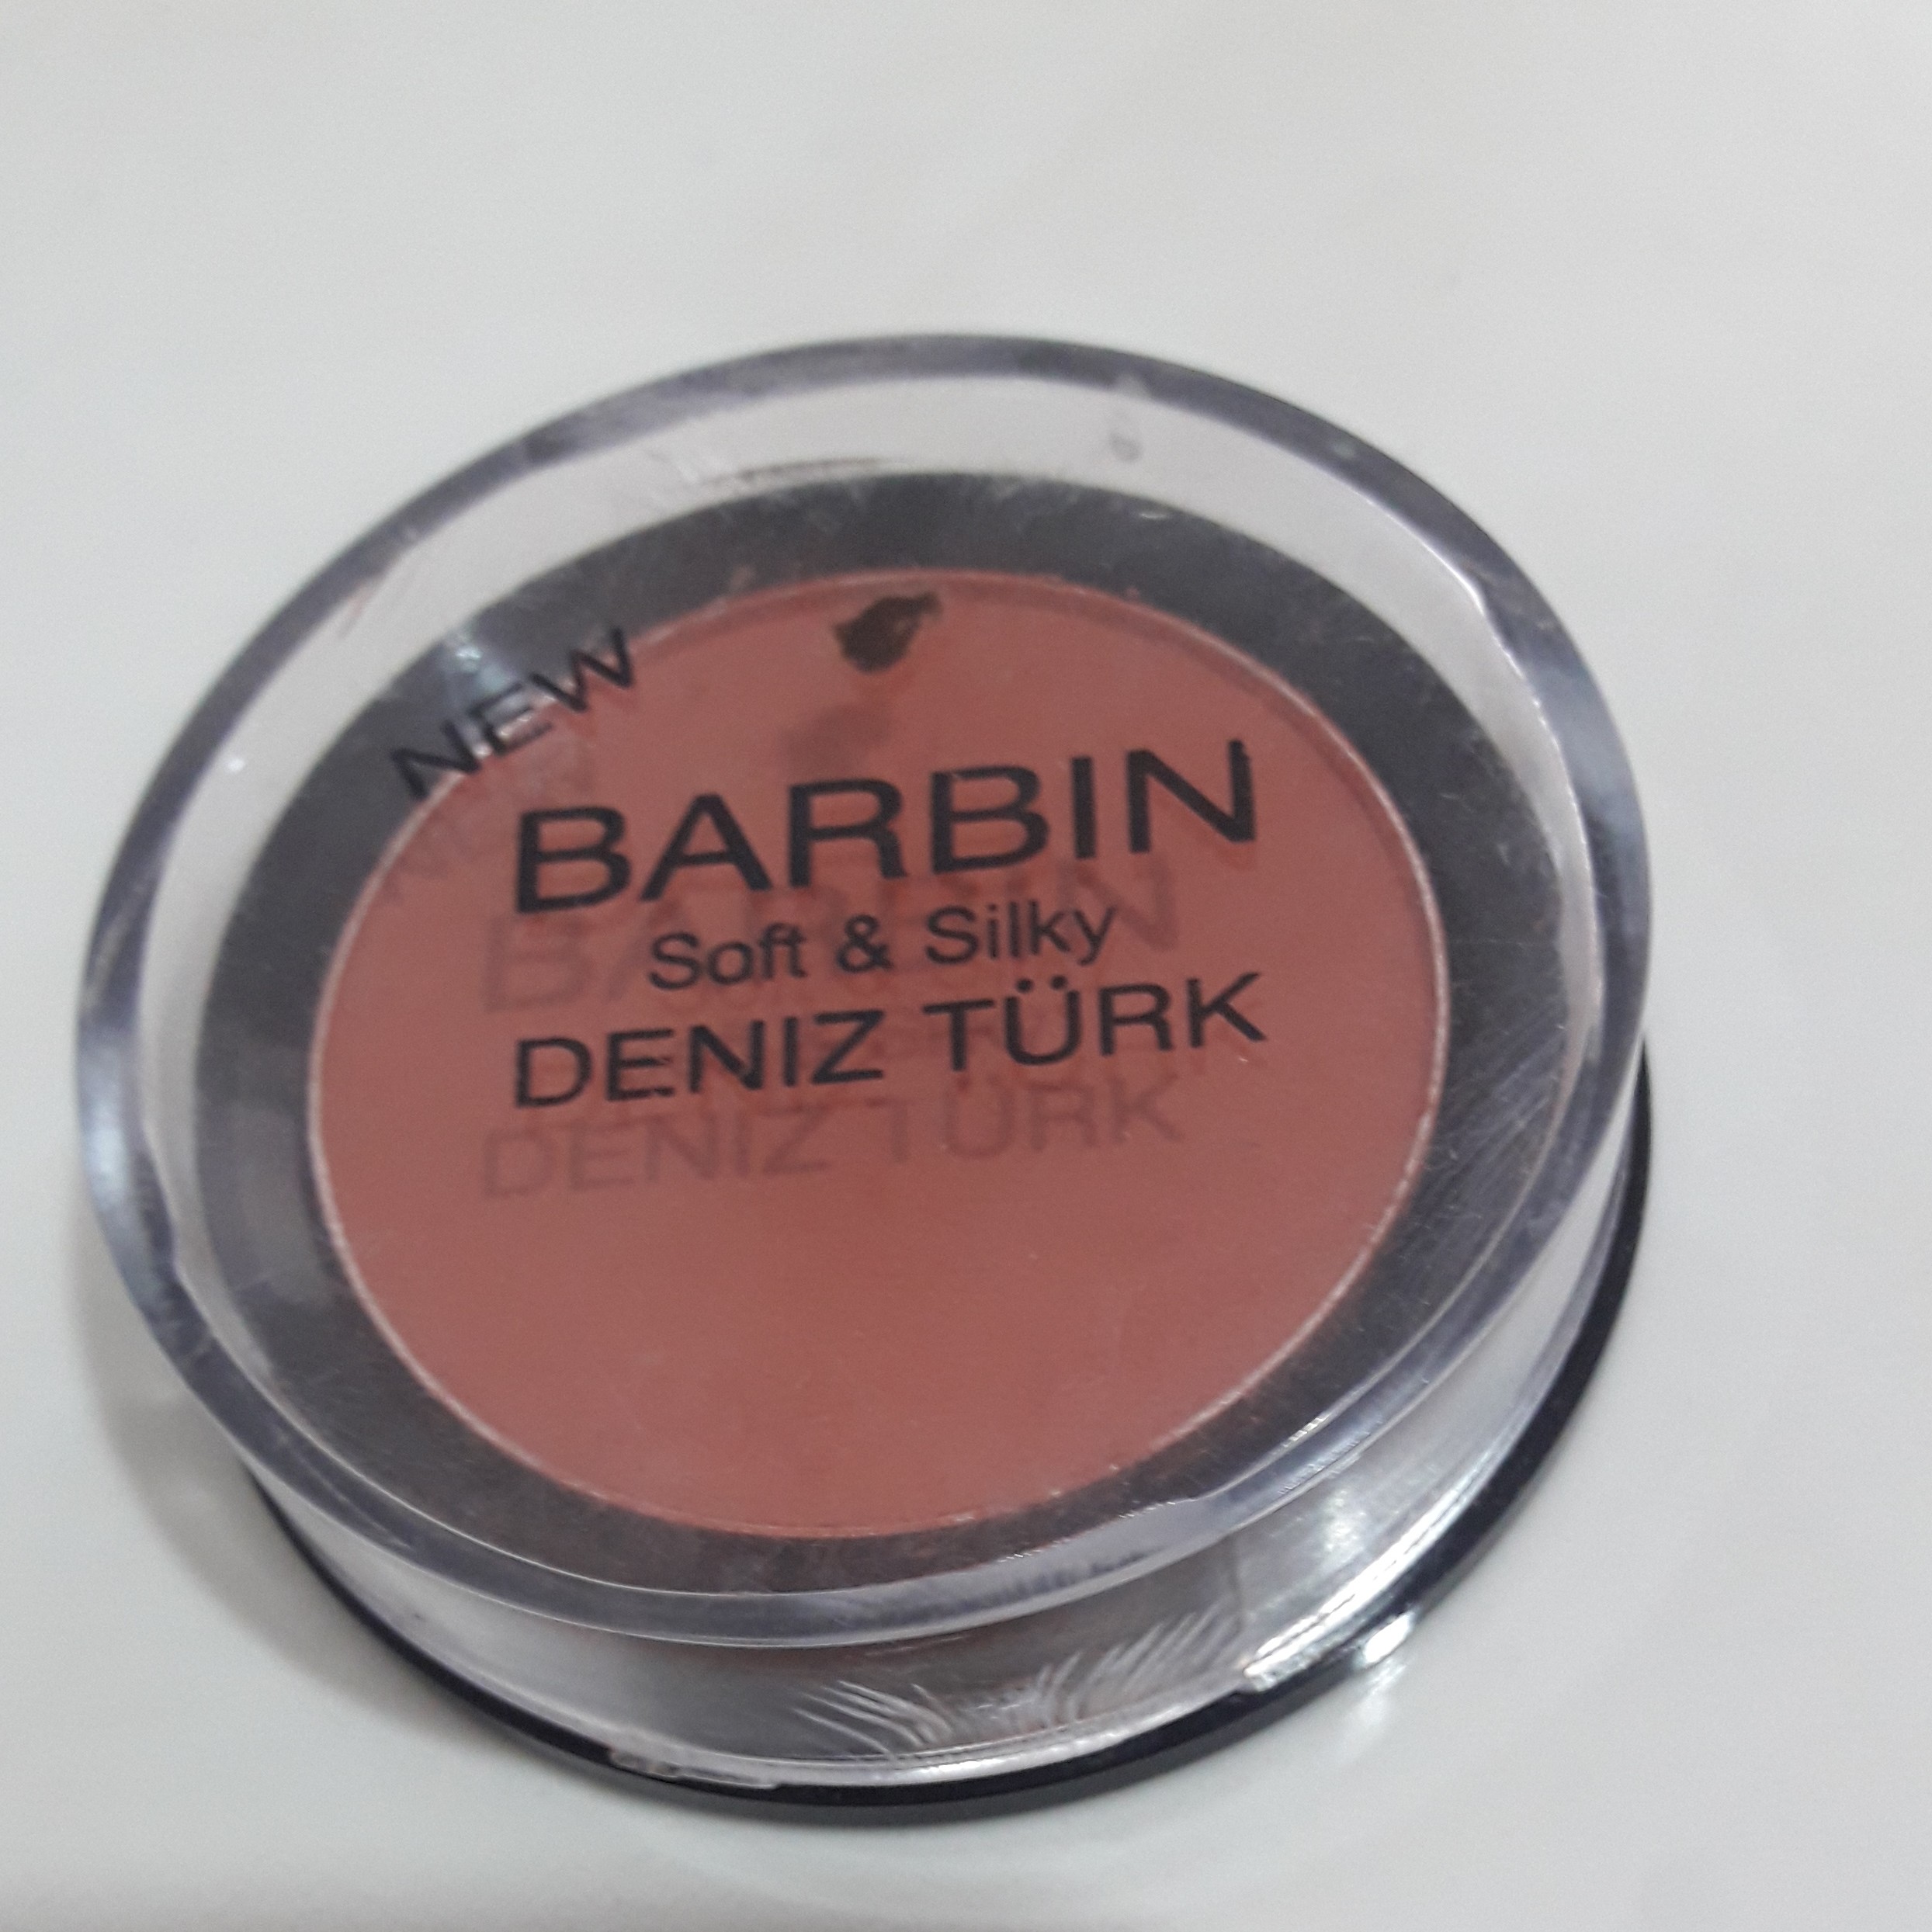 NEW
BARBIN
Soft & Silky
DENIZ TÜRK